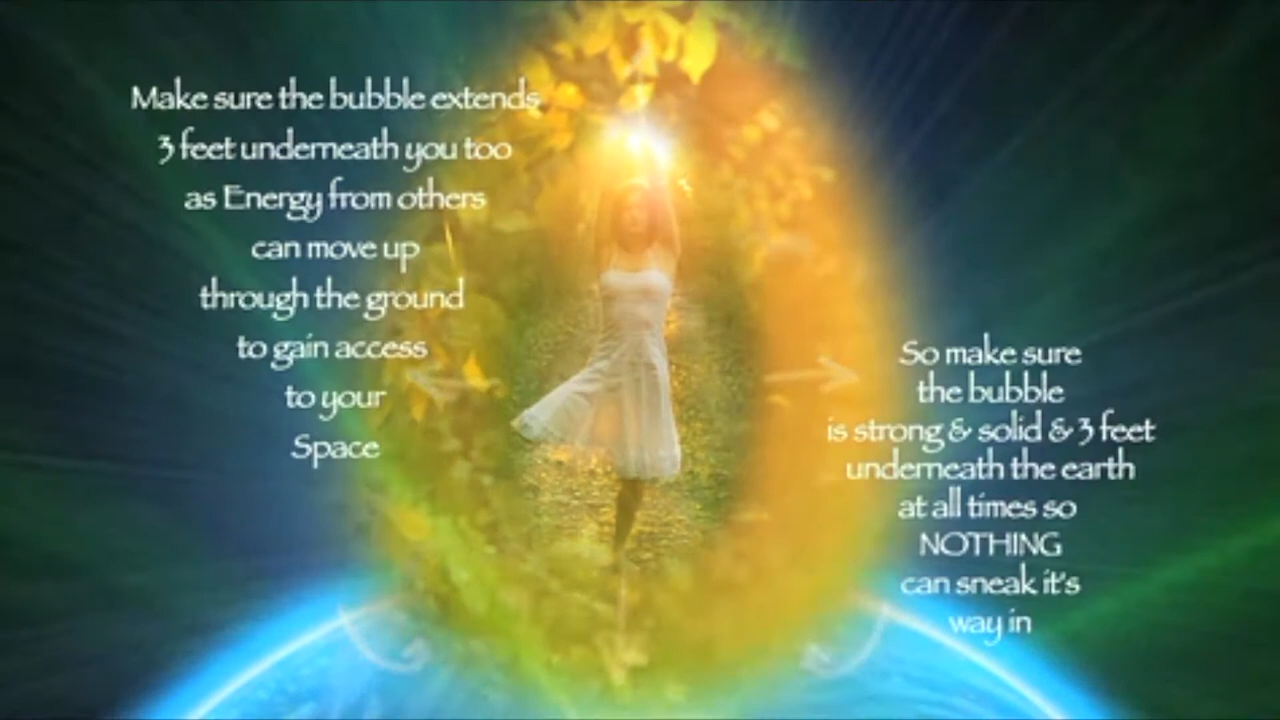 Make sure the bubble extends
3 feet underneath you too
as Energy from others
can move up
through the ground
to gain access
to your
Space
So make sure
the bubble
is strong & solid & 3 feet
underneath the earth
at all times so
NOTHING
can sneak it's
way in